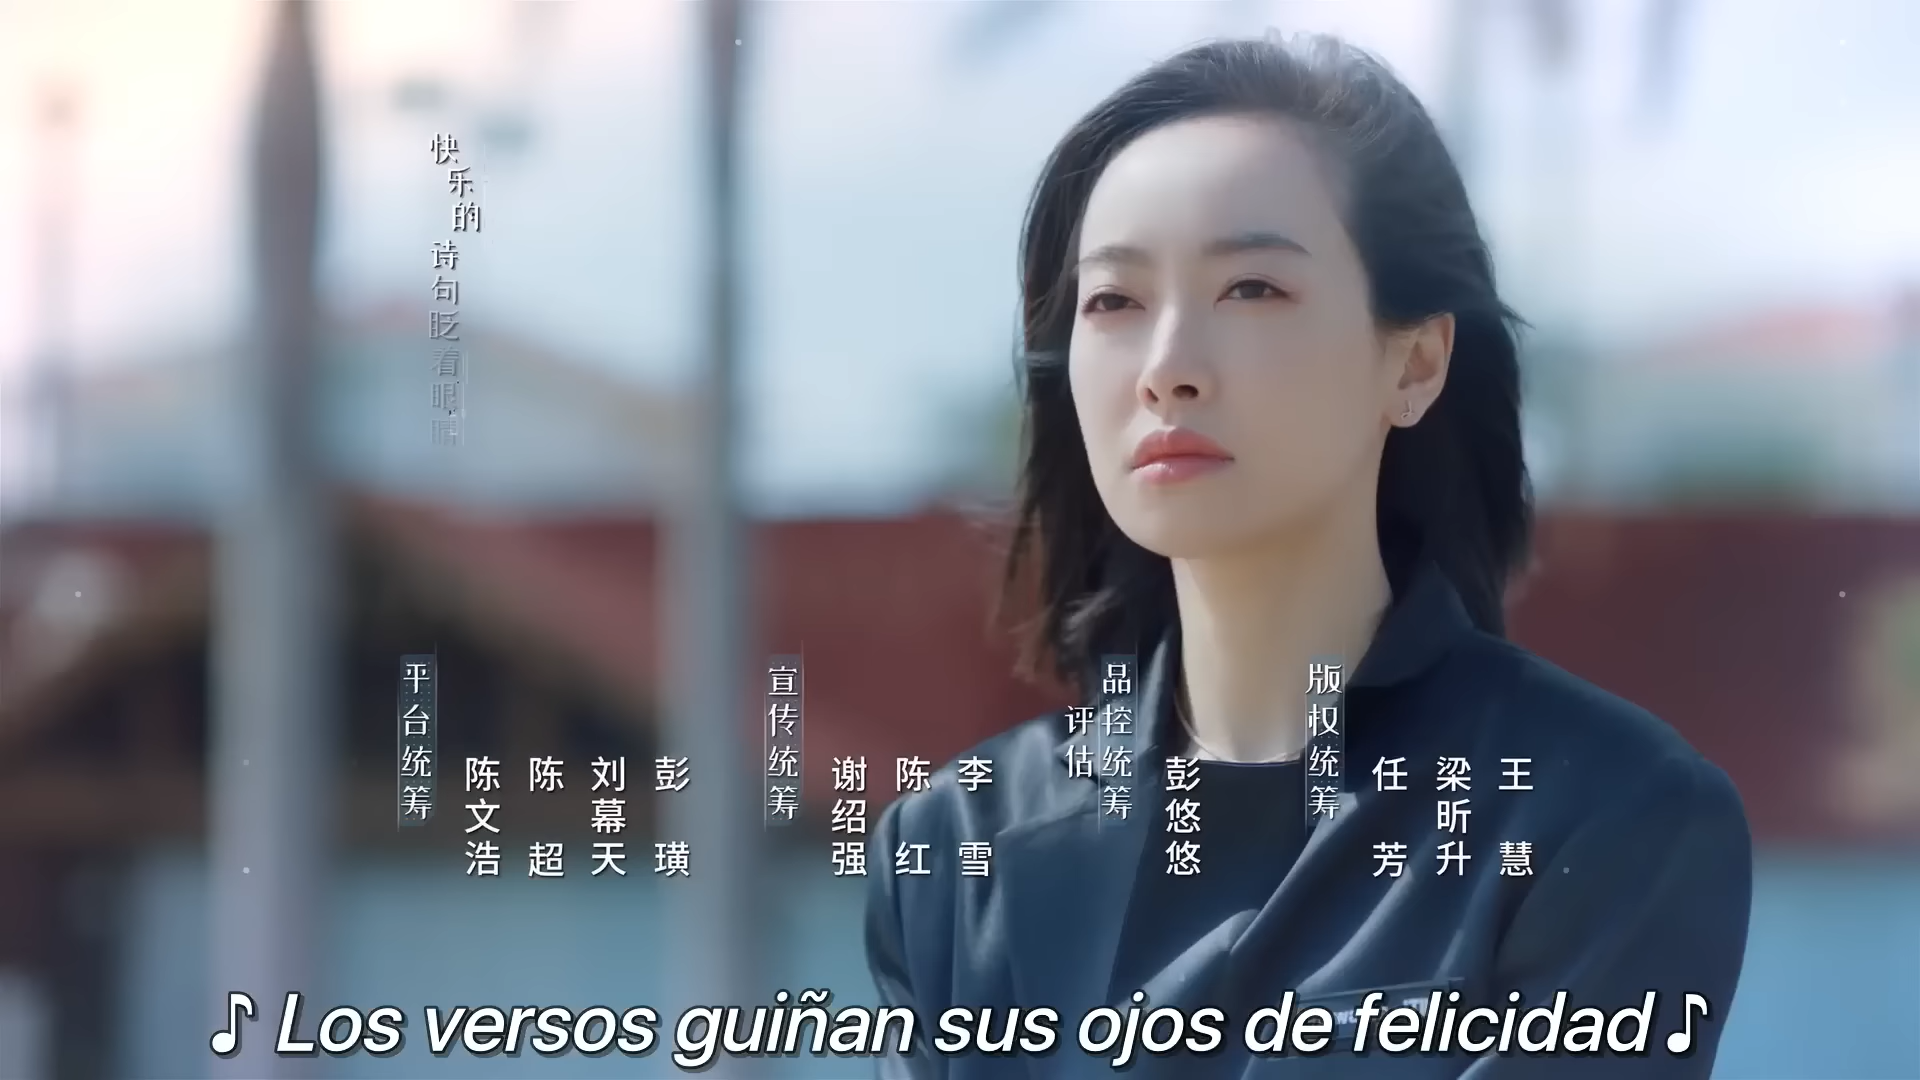 快乐的诗句眨着眼睛
平台统筹
陈文浩
陈超
刘幕天
彭璜
宣传统筹
谢绍强
陈红
李雪
品控统筹
评估
彭悠悠
版权统筹
任芳
梁昕升
王慧
♪ Los versos guiñan sus ojos de felicidad ♪